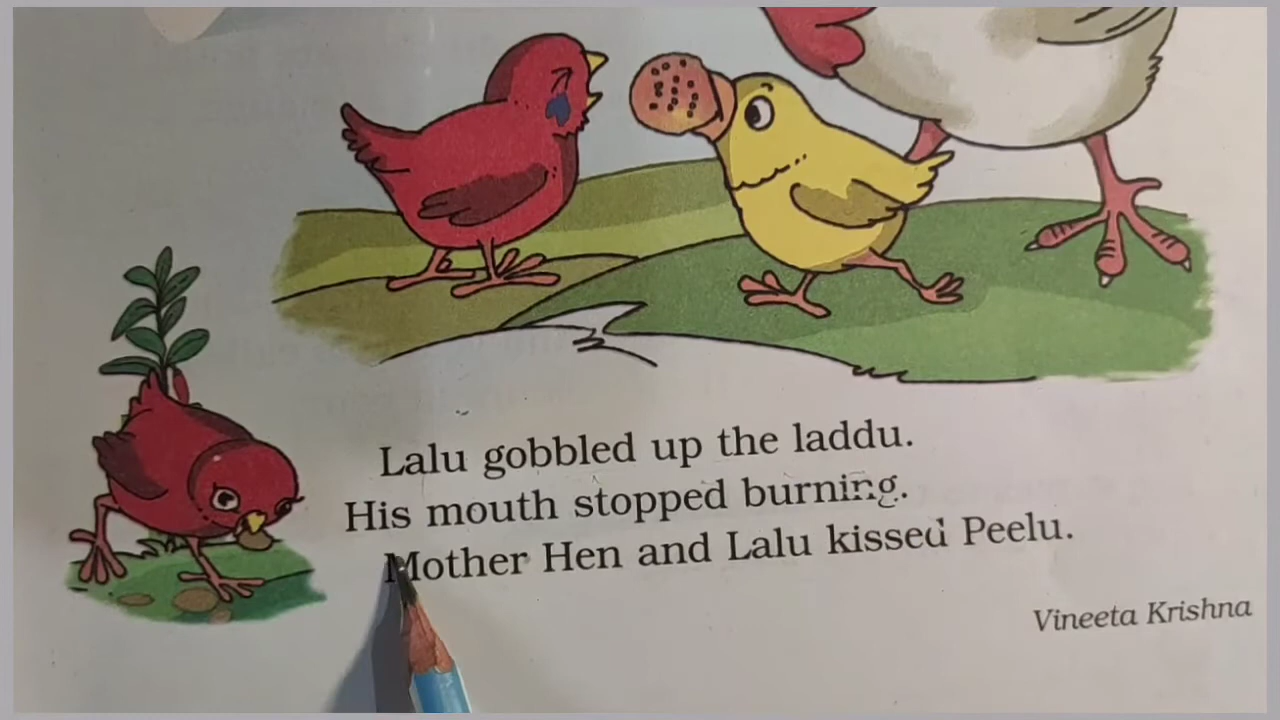 Lalu gobbled up the laddu.
His mouth stopped burning.
Mother Hen and Lalu kissed Peelu.
Vineeta Krishna